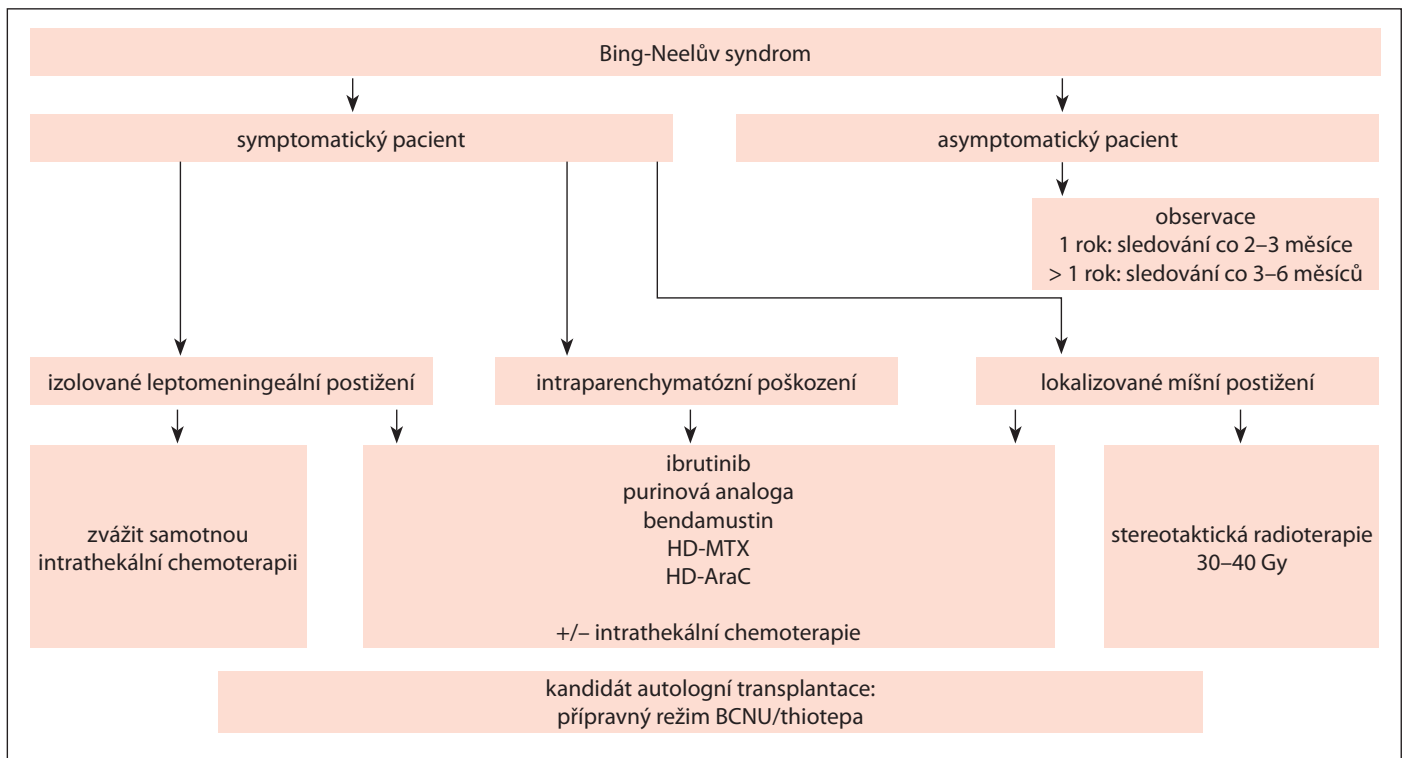 Bing-Neelův syndrom
symptomatický pacient
asymptomatický pacient
observace
1 rok: sledování co 2–3 měsíce
> 1 rok: sledování co 3–6 měsíců
izolované leptomeningeální postižení
intraparenchymatózní poškození
lokalizované míšní postižení
zvážit samotnou
intrathekální chemoterapii
ibrutinib
purinová analoga
bendamustin
HD-MTX
HD-AraC
+/– intrathekální chemoterapie
stereotaktická radioterapie
30–40 Gy
kandidát autologní transplantace:
přípravný režim BCNU/thiotepa